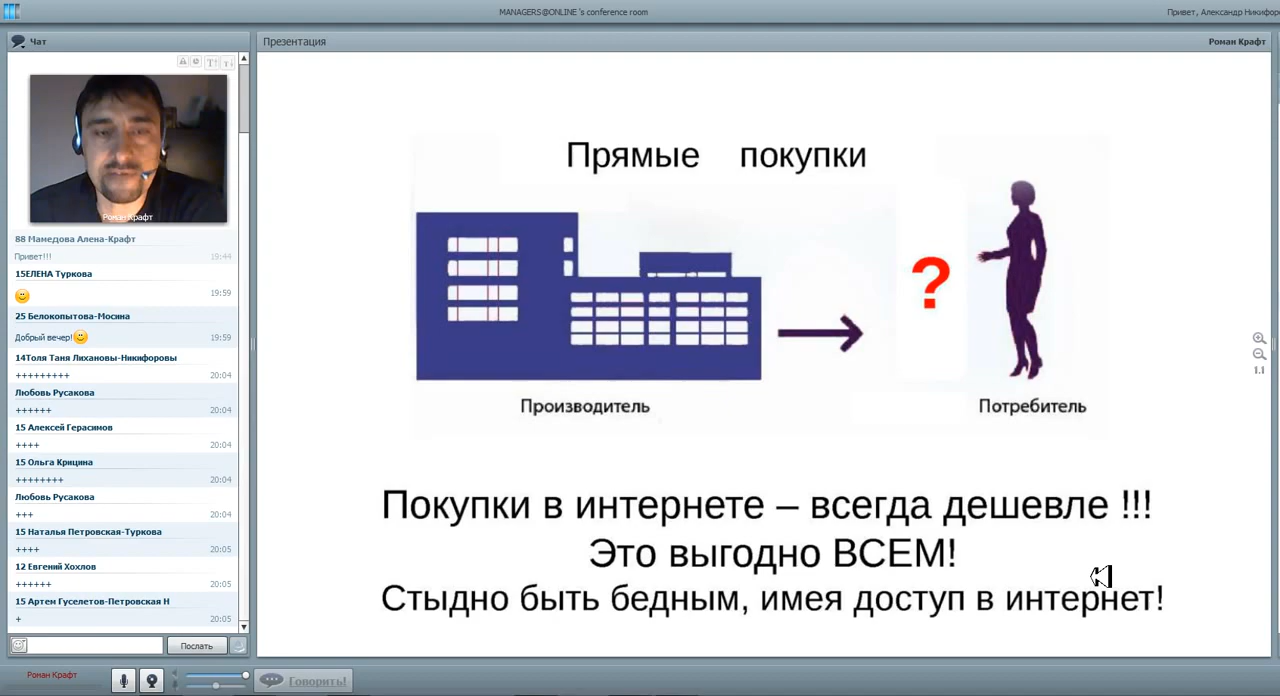 MANAGERS@ONLINE 's conference room
Привет, Александр Никифоро
Чат
Роман Крафт
88 Мамедова Алена-Крафт
Привет!!! 19:44
15ЕЛЕНА Туркова
19:59
25 Белокопытова-Мосина
Добрый вечер! 19:59
14Толя Таня Лихановы-Никифоровы
+++++++++ 20:04
Любовь Русакова
++++++ 20:04
15 Алексей Герасимов
++++ 20:04
15 Ольга Крицина
++++++++ 20:04
Любовь Русакова
+++ 20:04
15 Наталья Петровская-Туркова
++++ 20:05
12 Евгений Хохлов
++++++ 20:05
15 Артем Гуселетов-Петровская Н
+ 20:05
Послать
Роман Крафт
Говорить!
Презентация
Роман Крафт
Прямые покупки
?
Производитель
Потребитель
Покупки в интернете – всегда дешевле !!!
Это выгодно ВСЕМ!
Стыдно быть бедным, имея доступ в интернет!
1.1